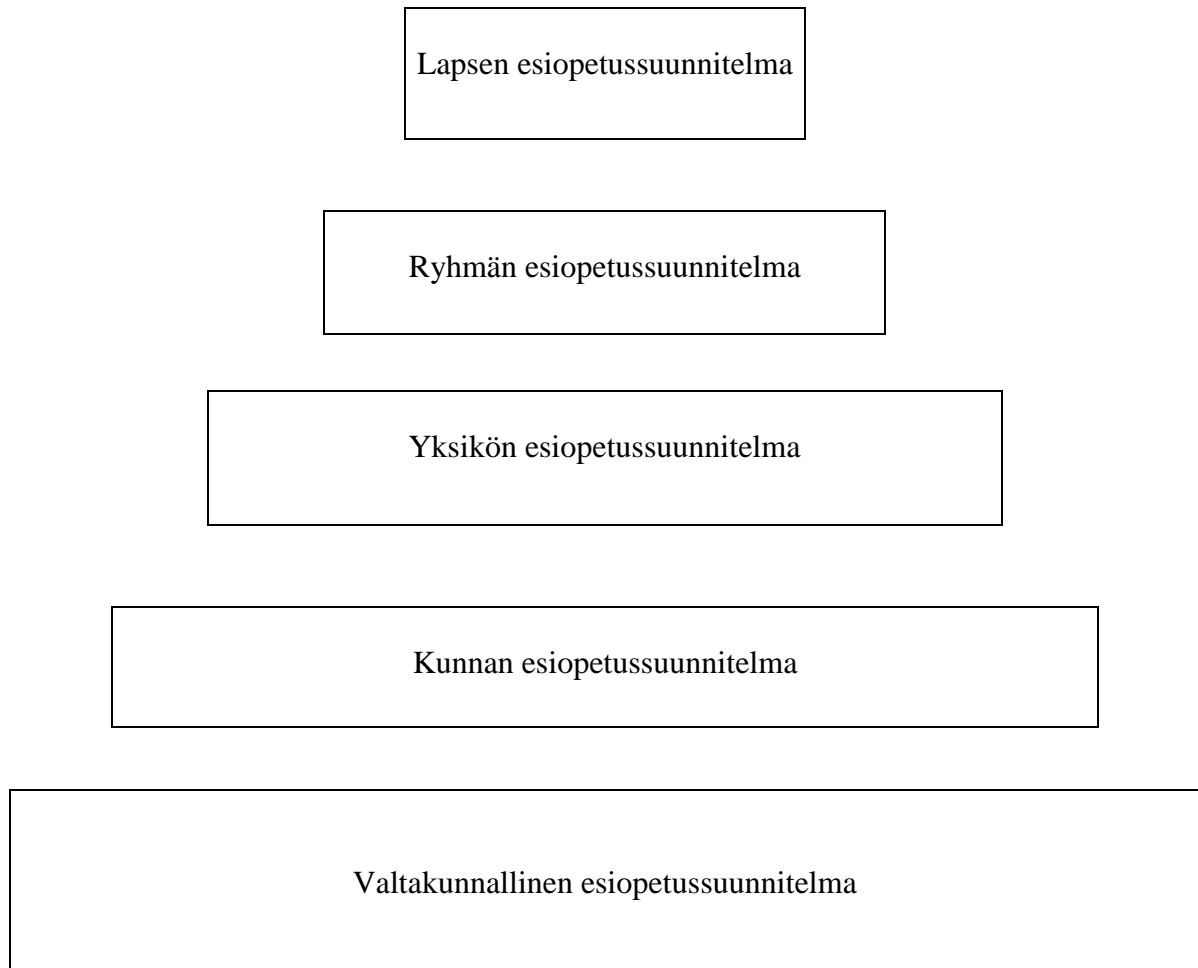 Lapsen esiopetussuunnitelma
Ryhmän esiopetussuunnitelma
Yksikön esiopetussuunnitelma
Kunnan esiopetussuunnitelma
Valtakunnallinen esiopetussuunnitelma